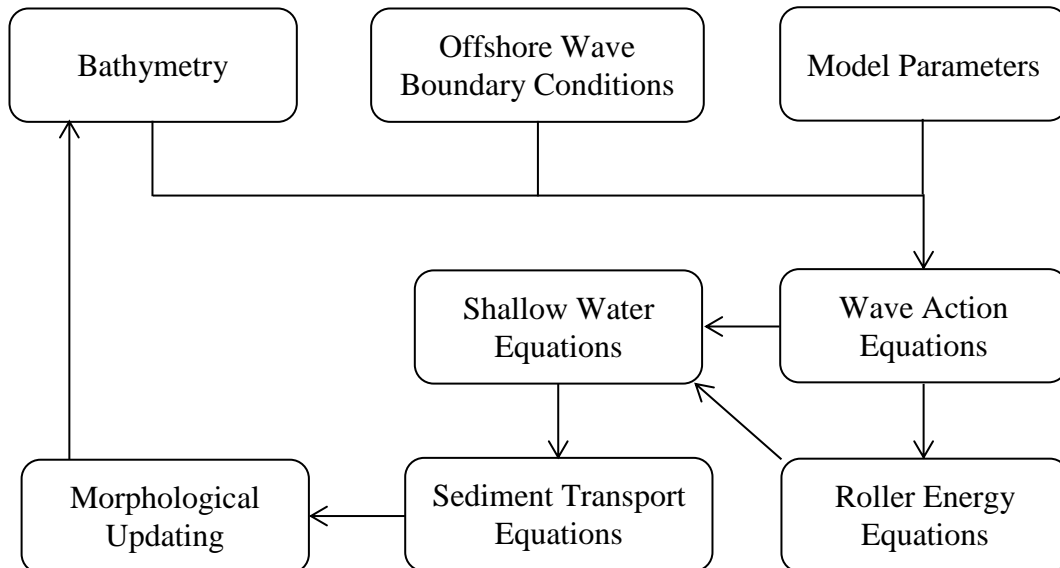 Bathymetry
Offshore Wave
Boundary Conditions
Model Parameters
Shallow Water
Equations
Wave Action
Equations
Morphological
Updating
Sediment Transport
Equations
Roller Energy
Equations